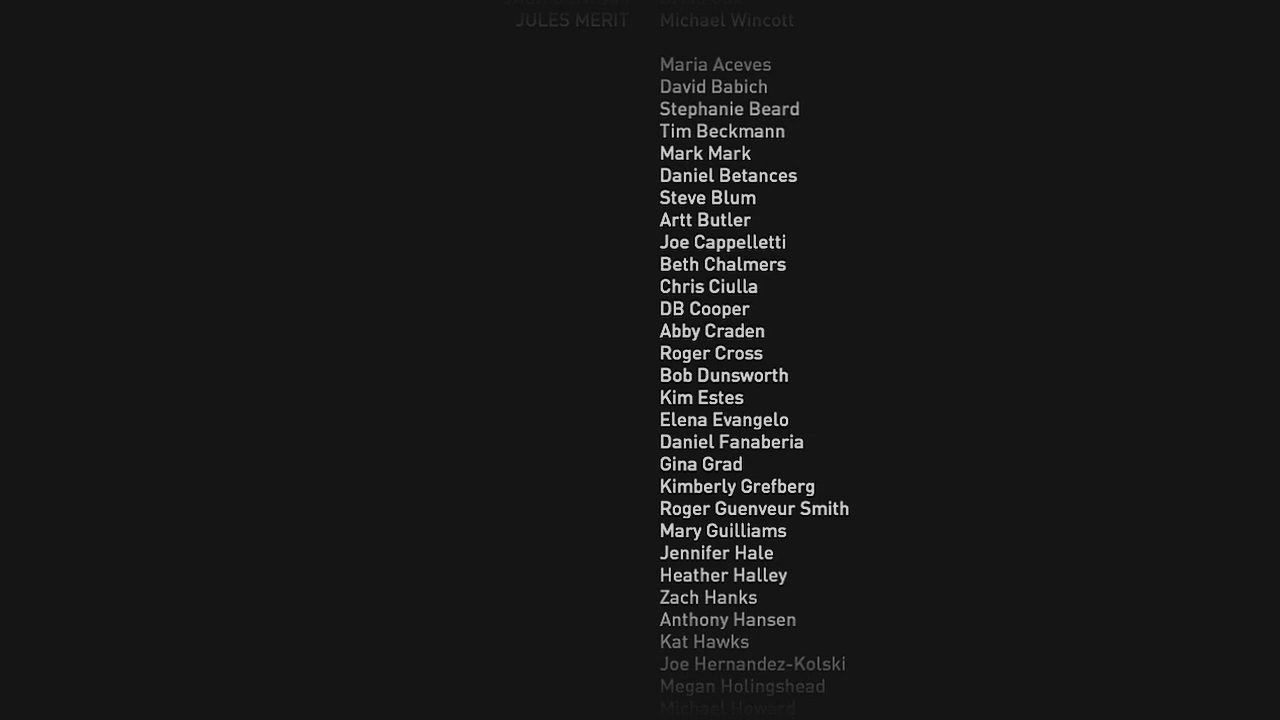 JULES MERIT Michael Wincott
Maria Aceves
David Babich
Stephanie Beard
Tim Beckmann
Mark Mark
Daniel Betances
Steve Blum
Artt Butler
Joe Cappelletti
Beth Chalmers
Chris Ciulla
DB Cooper
Abby Craden
Roger Cross
Bob Dunsworth
Kim Estes
Elena Evangelo
Daniel Fanaberia
Gina Grad
Kimberly Grefberg
Roger Guenveur Smith
Mary Guilliams
Jennifer Hale
Heather Halley
Zach Hanks
Anthony Hansen
Kat Hawks
Joe Hernandez-Kolski
Megan Holingshead
Michael Howard